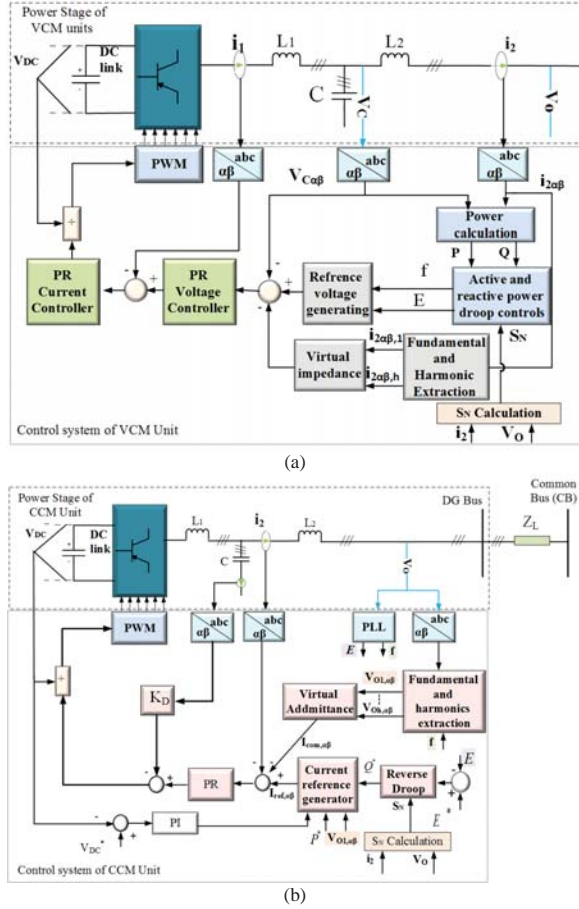 Power Stage of
VCM units
VDC
DC
link
i1
L1
L2
i2
C
VC
Vo
PWM
abc
αβ
abc
αβ
abc
αβ
VCαβ
i2αβ
÷
Power
calculation
P
Q
PR
Current
Controller
-
+
PR
Voltage
Controller
-
+
-
Refrence
voltage
generating
f
E
Active and
reactive power
droop controls
SN
Virtual
impedance
i2αβ,1
i2αβ,h
Fundamental
and
Harmonic
Extraction
SN Calculation
i2
VO
Control system of VCM Unit
(a)
Power Stage of
CCM Unit
VDC
DC
link
L1
i2
L2
C
DG Bus
Common
Bus (CB)
ZL
Vo
PWM
abc
αβ
abc
αβ
PLL
abc
αβ
E
f
÷
KD
Virtual
Addmittance
VO1,αβ
VOh,αβ
Fundamental
and
harmonics
extraction
f
Icom,αβ
-
+
PR
-
-
+
Iref,αβ
Current
reference
generator
Q*
Reverse
Droop
SN
E
-
+
E*
-
+
VDC*
PI
P*
VO1,αβ
SN Calculation
i2
VO
Control system of CCM Unit
(b)